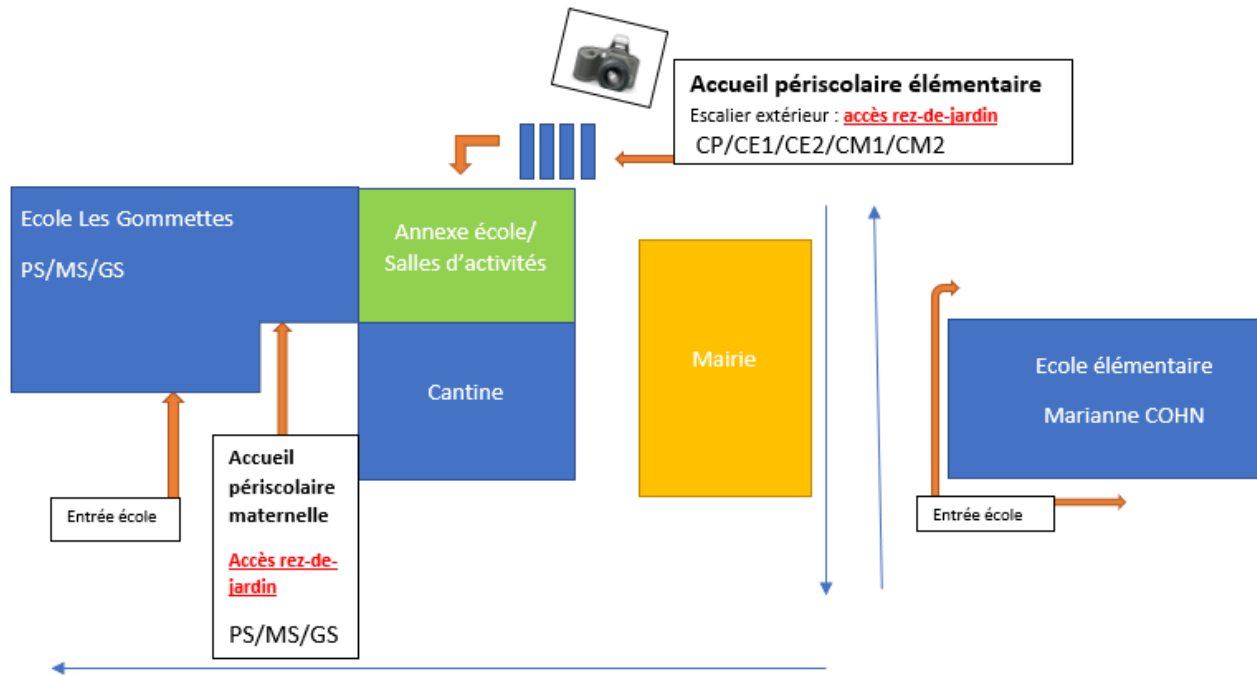 Accueil périscolaire élémentaire
Escalier extérieur : accès rez-de-jardin
CP/CE1/CE2/CM1/CM2
Ecole Les Gommettes
PS/MS/GS
Annexe école/
Salles d'activités
Cantine
Mairie
Ecole élémentaire
Marianne COHN
Entrée école
Accueil
périscolaire
maternelle
Accès rez-de-
jardin
PS/MS/GS
Entrée école